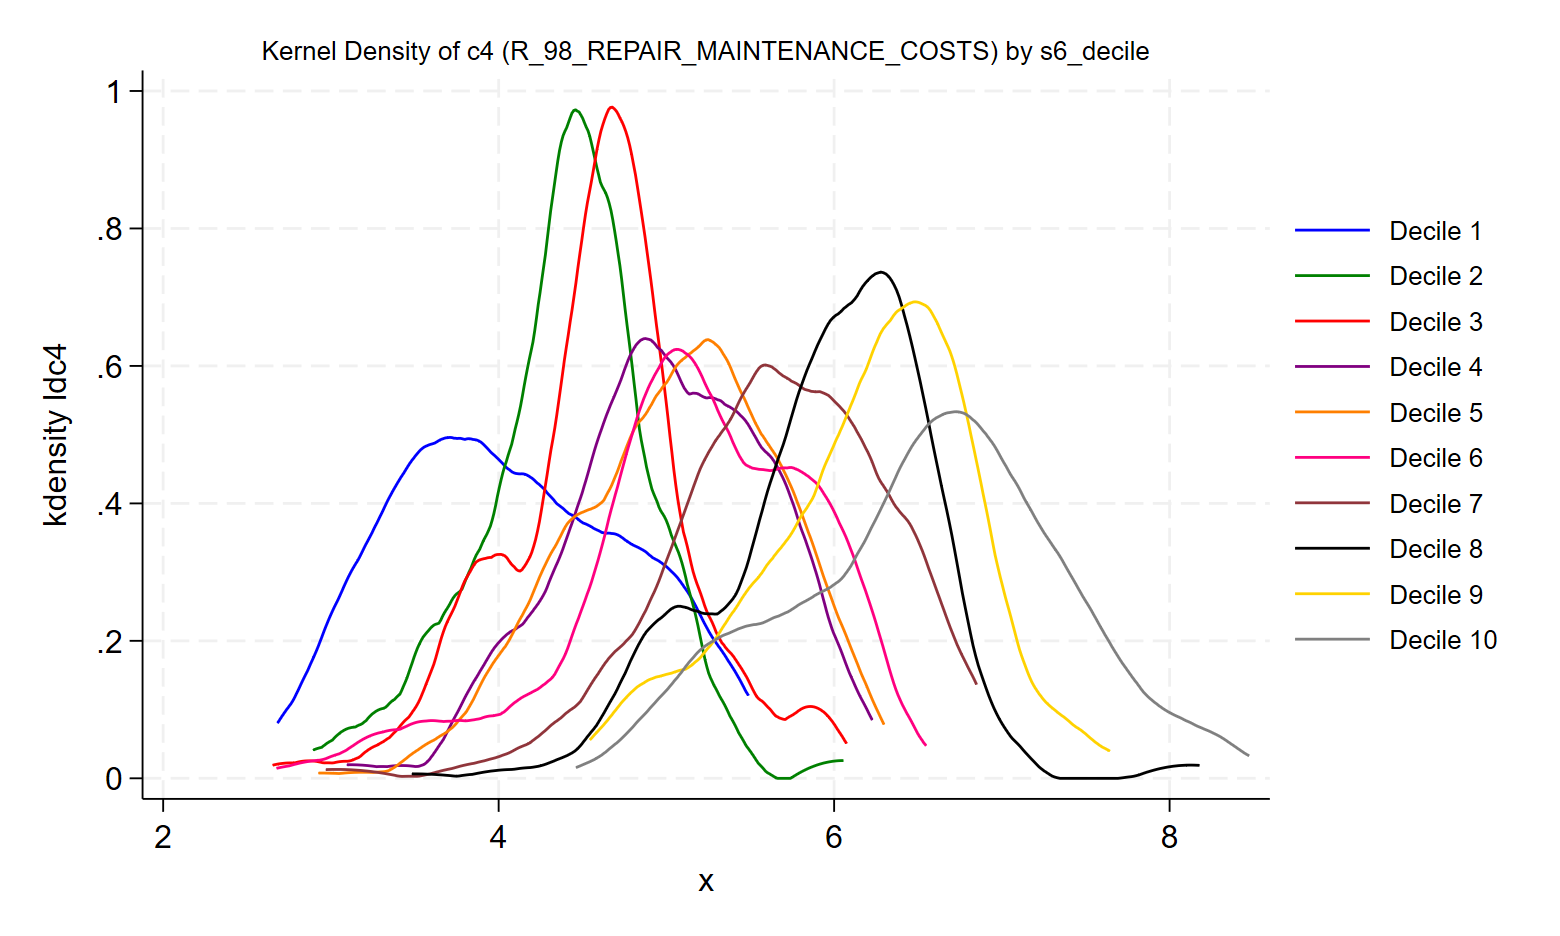 Kernel Density of c4 (R_98_REPAIR_MAINTENANCE_COSTS) by s6_decile
kdensity ldc4
1
.8
.6
.4
.2
0
2 4 6 8
x
Decile 1
Decile 2
Decile 3
Decile 4
Decile 5
Decile 6
Decile 7
Decile 8
Decile 9
Decile 10